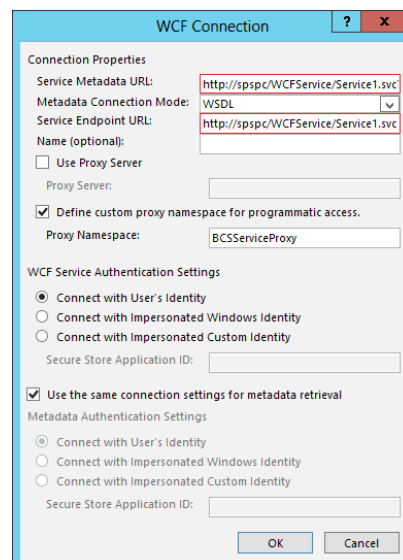 WCF Connection
? x
Connection Properties
Service Metadata URL: http://spspc/WCFService/Service1.svc
Metadata Connection Mode: WSDL
Service Endpoint URL: http://spspc/WCFService/Service1.svc
Name (optional):
Use Proxy Server
Proxy Server:
Define custom proxy namespace for programmatic access.
Proxy Namespace: BCSServiceProxy
WCF Service Authentication Settings
Connect with User's Identity
Connect with Impersonated Windows Identity
Connect with Impersonated Custom Identity
Secure Store Application ID:
Use the same connection settings for metadata retrieval
Metadata Authentication Settings
Connect with User's Identity
Connect with Impersonated Windows Identity
Connect with Impersonated Custom Identity
Secure Store Application ID:
OK Cancel